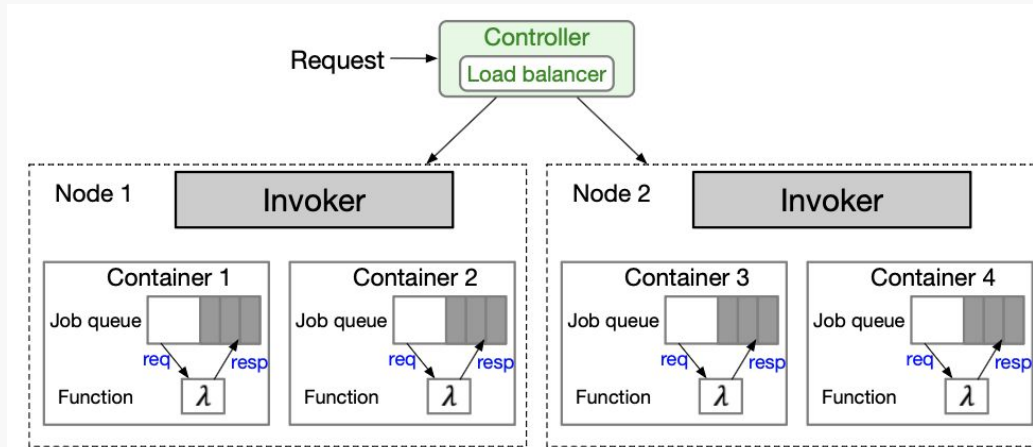 Controller
Request
Load balancer
Node 1
Invoker
Node 2
Invoker
Container 1
Container 2
Container 3
Container 4
Job queue
Job queue
Job queue
Job queue
req
resp
req
resp
req
resp
req
resp
Function
λ
Function
λ
Function
λ
Function
λ